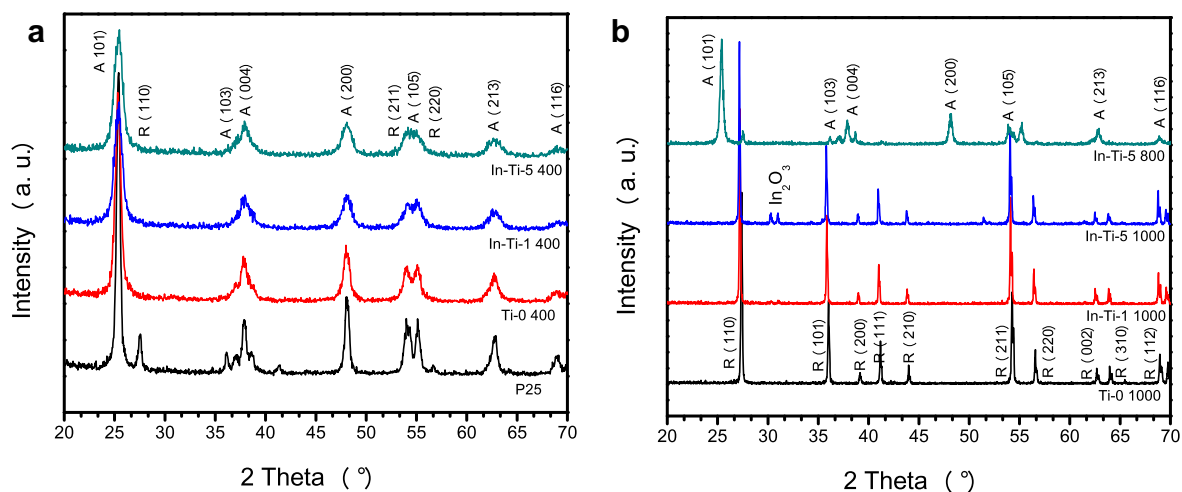 a
Intensity ( a. u.)
A 101)
R ( 110)
A ( 103)
A ( 004)
A ( 200)
R ( 211)
A ( 105)
R ( 220)
A ( 213)
A ( 116)
In-Ti-5 400
In-Ti-1 400
Ti-0 400
P25
20 25 30 35 40 45 50 55 60 65 70
2 Theta ( °)
b
Intensity ( a. u.)
A ( 101)
A ( 103)
A ( 004)
A ( 200)
A ( 105)
A ( 213)
A ( 116)
In-Ti-5 800
In2O3
In-Ti-5 1000
In-Ti-1 1000
R ( 110)
R ( 101)
R ( 200)
R ( 111)
R ( 210)
R ( 211)
R ( 220)
R ( 002)
R ( 310)
R ( 112)
Ti-0 1000
20 25 30 35 40 45 50 55 60 65 70
2 Theta ( °)